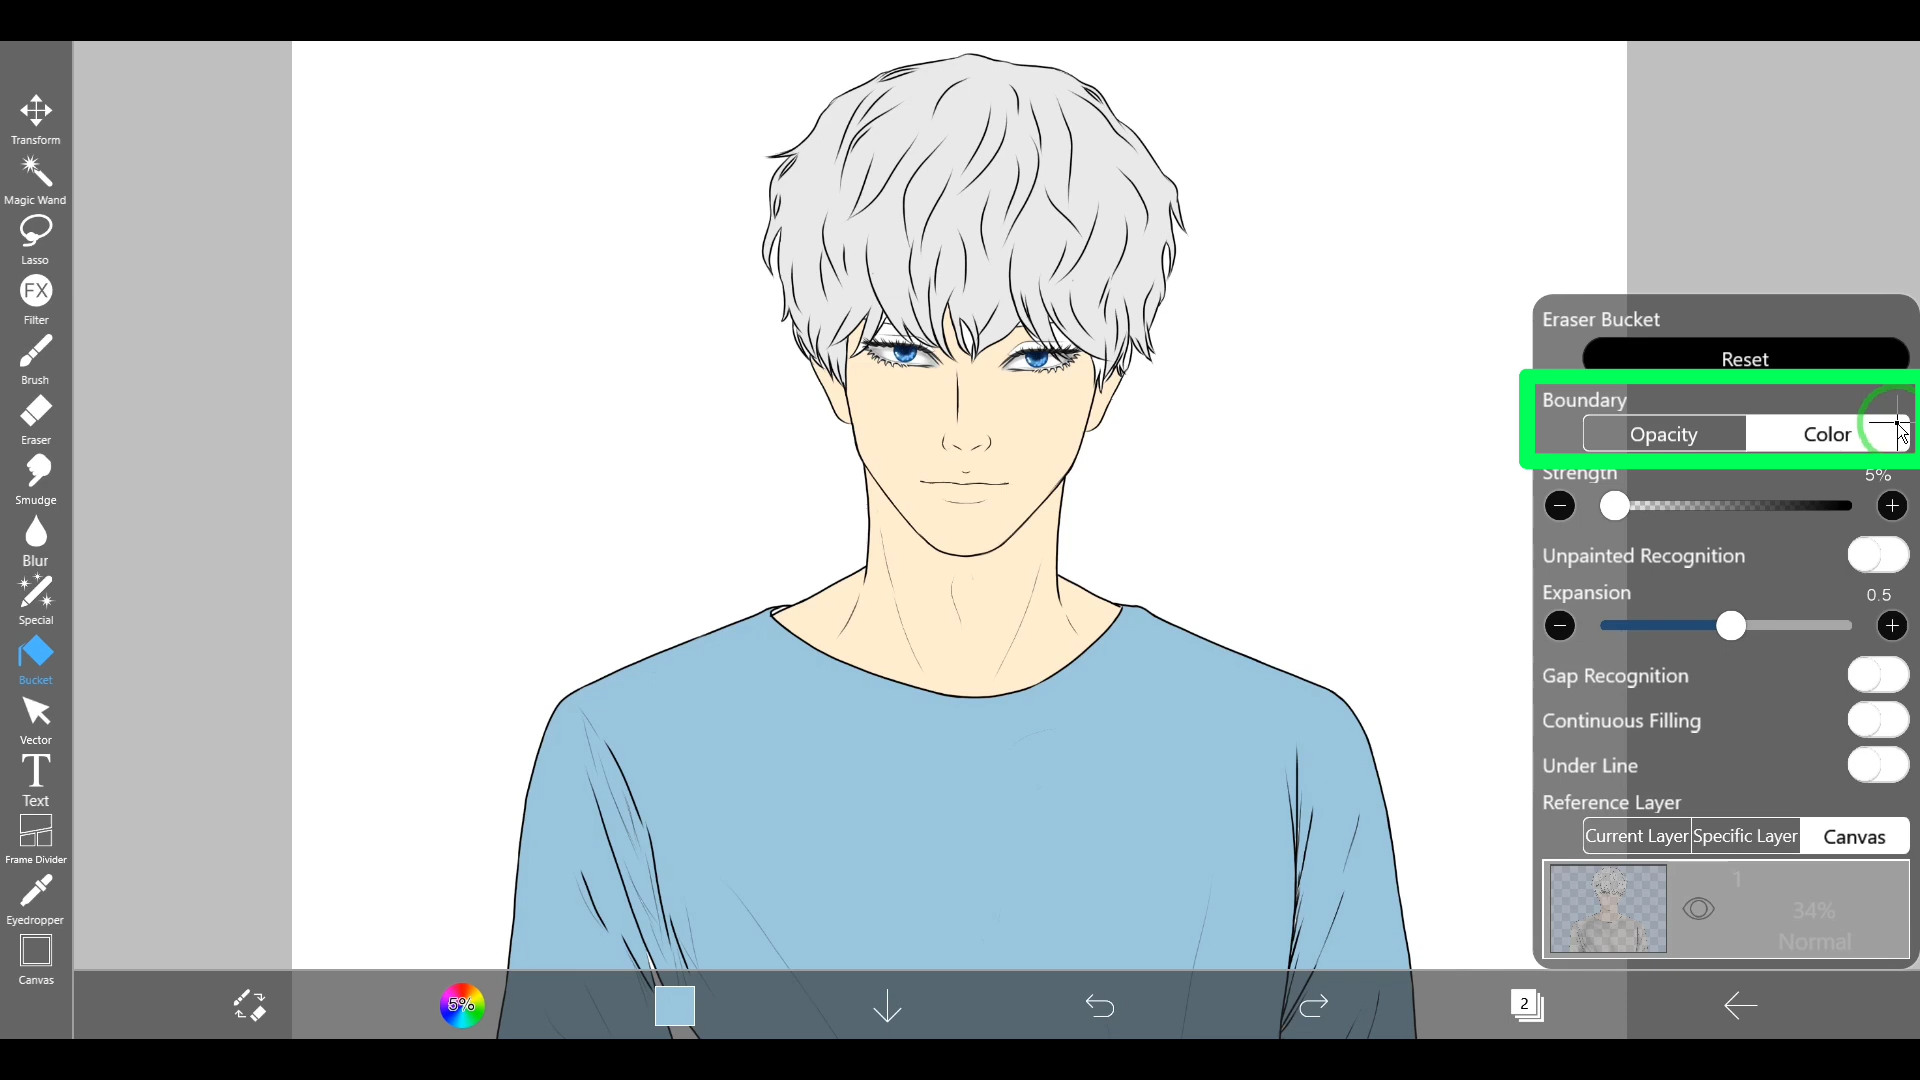 Transform
Magic Wand
Lasso
FX
Filter
Brush
Eraser
Smudge
Blur
Special
Bucket
Vector
T
Text
Frame Divider
Eyedropper
Canvas
Eraser Bucket
Reset
Boundary
Opacity Color
Strength 5%
Unpainted Recognition
Expansion 0.5
Gap Recognition
Continuous Filling
Under Line
Reference Layer
Current Layer Specific Layer Canvas
1
34%
Normal
5%
2